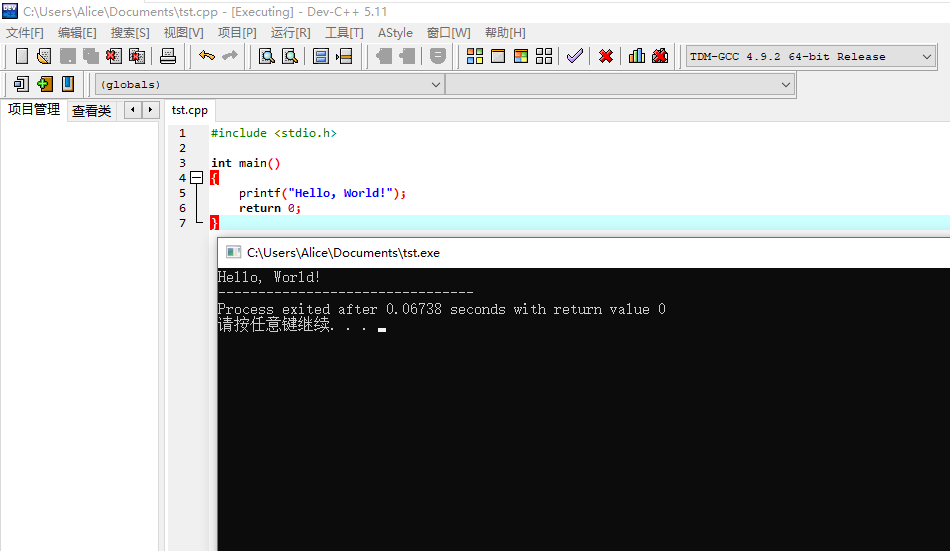 C:\Users\Alice\Documents\tst.cpp - [Executing] - Dev-C++ 5.11
文件[F] 编辑[E] 搜索[S] 视图[V] 项目[P] 运行[R] 工具[T] AStyle 窗口[W] 帮助[H]
TDM-GCC 4.9.2 64-bit Release
(globals)
项目管理 查看类 tst.cpp
1 #include <stdio.h>
2
3 int main()
4 {
5 printf("Hello, World!");
6 return 0;
7 }
C:\Users\Alice\Documents\tst.exe
Hello, World!
--------------------------------
Process exited after 0.06738 seconds with return value 0
请按任意键继续. . .